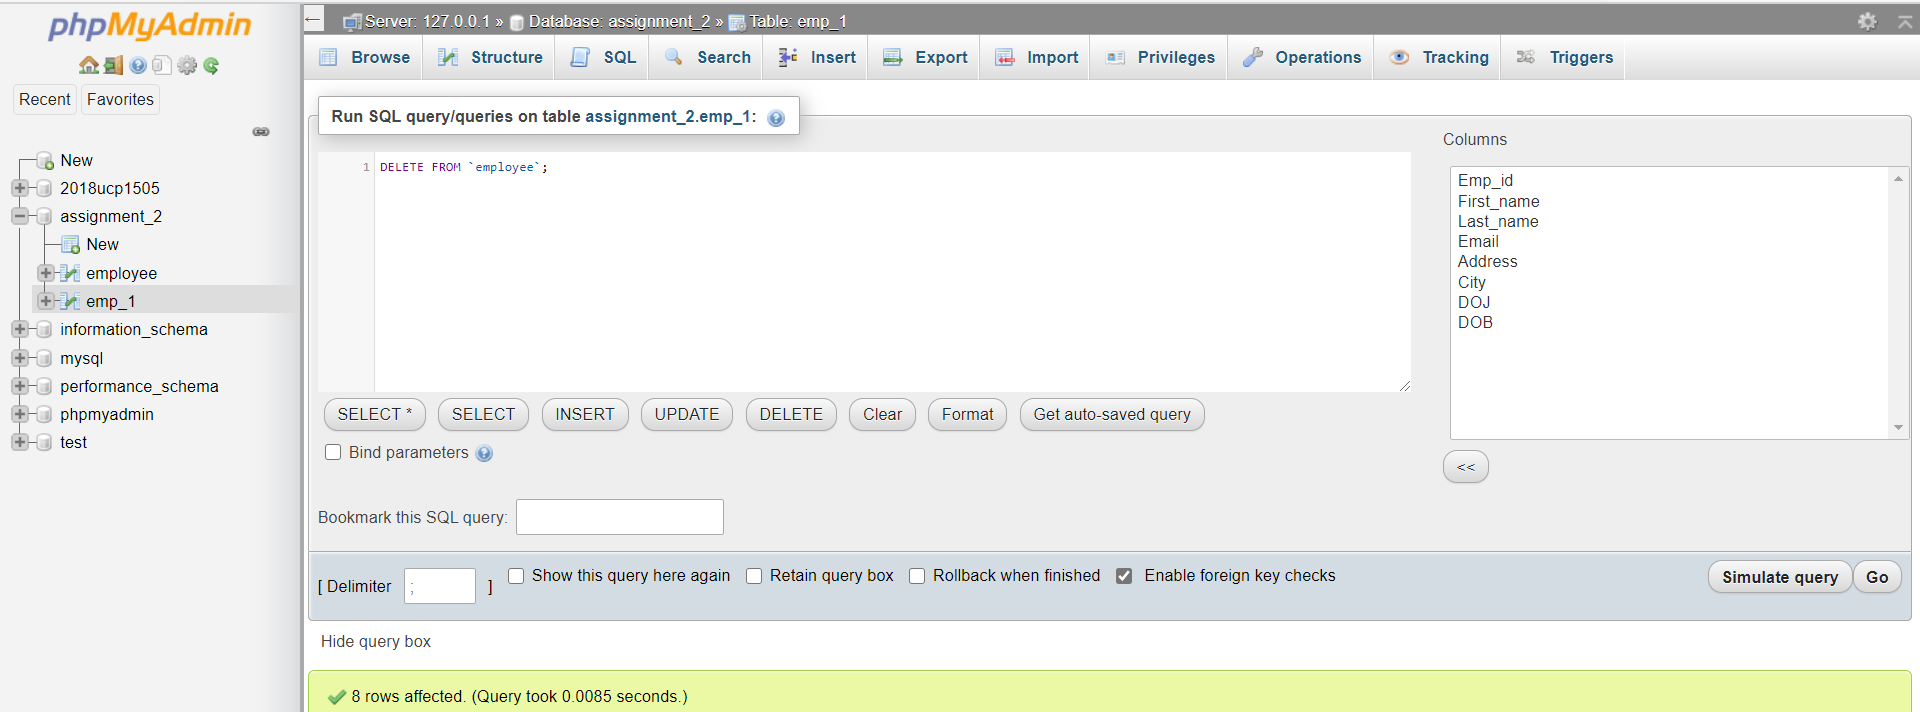 phpMyAdmin
Recent
Favorites
New
2018ucp1505
assignment_2
New
employee
emp_1
information_schema
mysql
performance_schema
phpmyadmin
test
Server: 127.0.0.1 » Database: assignment_2 » Table: emp_1
Browse Structure SQL Search Insert Export Import Privileges Operations Tracking Triggers
Run SQL query/queries on table assignment_2.emp_1:
1 DELETE FROM `employee`;
Columns
Emp_id
First_name
Last_name
Email
Address
City
DOJ
DOB
<<
SELECT * SELECT INSERT UPDATE DELETE Clear Format Get auto-saved query
Bind parameters
Bookmark this SQL query:
[ Delimiter ; ] Show this query here again Retain query box Rollback when finished Enable foreign key checks Simulate query Go
Hide query box
8 rows affected. (Query took 0.0085 seconds.)